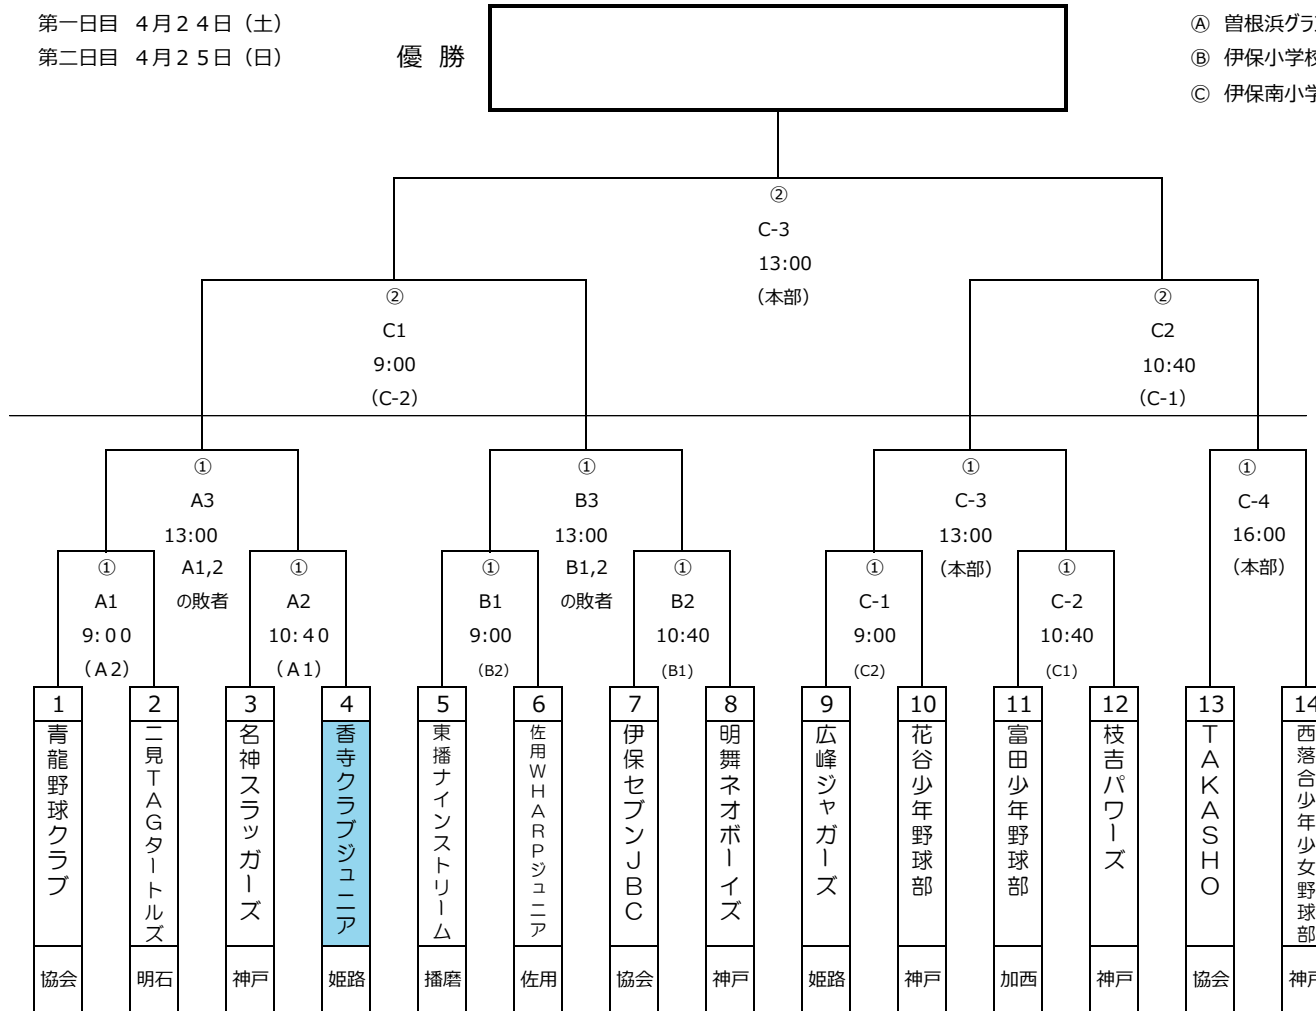 第一日目 4月24日（土）
第二日目 4月25日（日）
優 勝
Ⓐ 曽根浜グラ
Ⓑ 伊保小学校
Ⓒ 伊保南小学
②
C-3
13:00
（本部）
②
C1
9:00
(C-2)
②
C2
10:40
(C-1)
①
A3
13:00
A1,2
の敗者
①
B3
13:00
B1,2
の敗者
①
C-3
13:00
（本部）
①
C-4
16:00
（本部）
①
A1
9:00
（A2）
①
A2
10:40
（A1）
①
B1
9:00
(B2)
①
B2
10:40
(B1)
①
C-1
9:00
(C2)
①
C-2
10:40
(C1)
1
青龍野球クラブ
協会
2
二見TAGタートルズ
明石
3
名神スラッガーズ
神戸
4
香寺クラブジュニア
姫路
5
東播ナインストリーム
播磨
6
佐用WHARPジュニア
佐用
7
伊保セブンJBC
協会
8
明舞ネオボーイズ
神戸
9
広峰ジャガーズ
姫路
10
花谷少年野球部
神戸
11
富田少年野球部
加西
12
枝吉パワーズ
神戸
13
TAKASHO
協会
14
西落合少年少女野球部
神戸